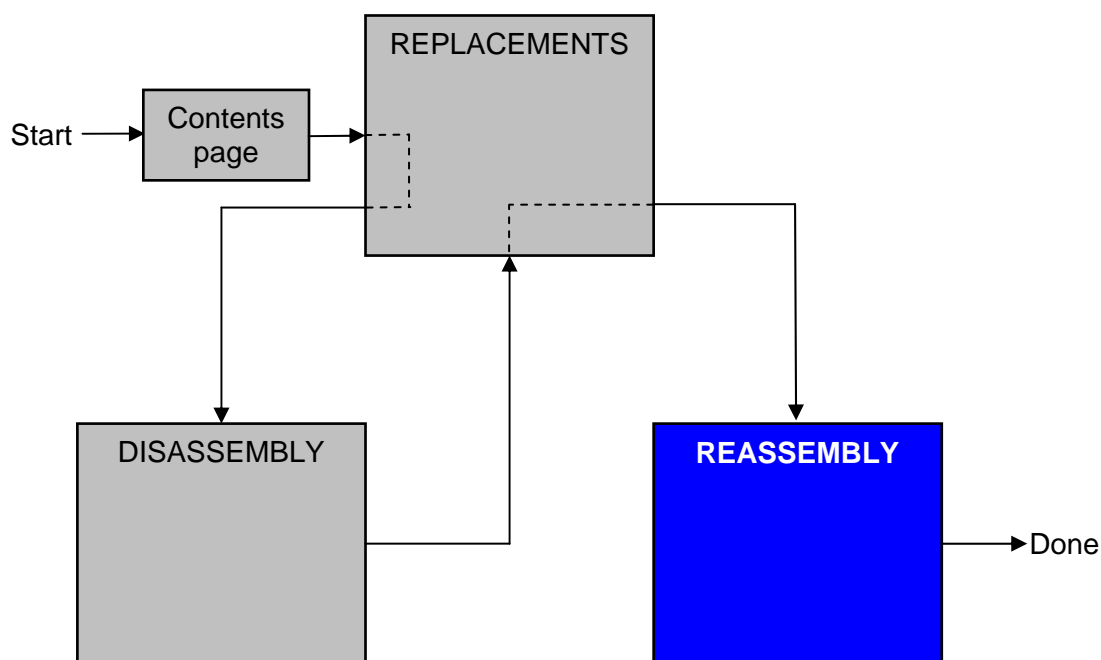 REPLACEMENTS
Start
Contents
page
DISASSEMBLY
REASSEMBLY
Done